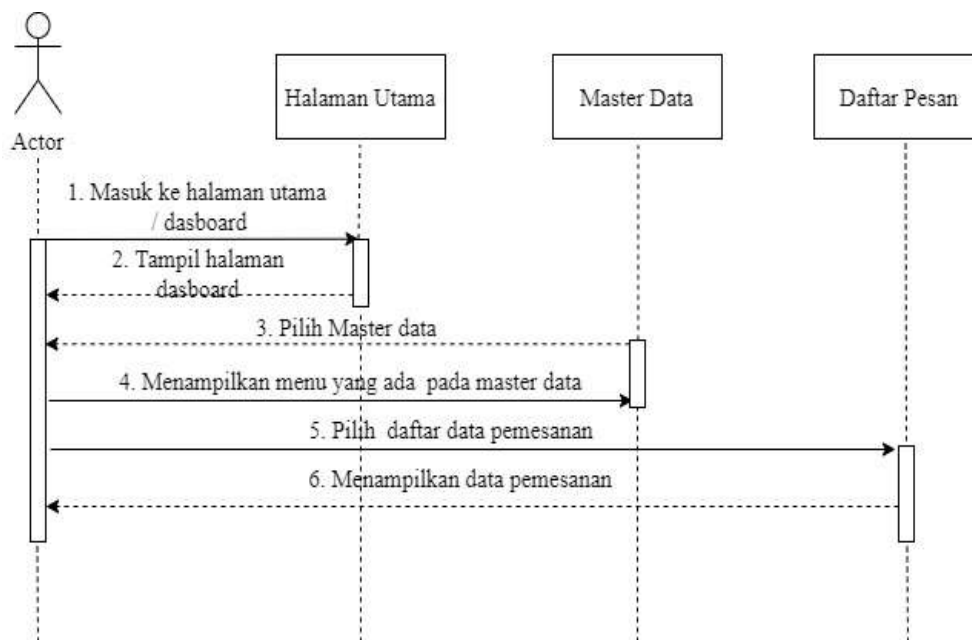 Actor
Halaman Utama
Master Data
Daftar Pesan
1. Masuk ke halaman utama
/ dasboard
2. Tampil halaman
dasboard
3. Pilih Master data
4. Menampilkan menu yang ada pada master data
5. Pilih daftar data pemesanan
6. Menampilkan data pemesanan